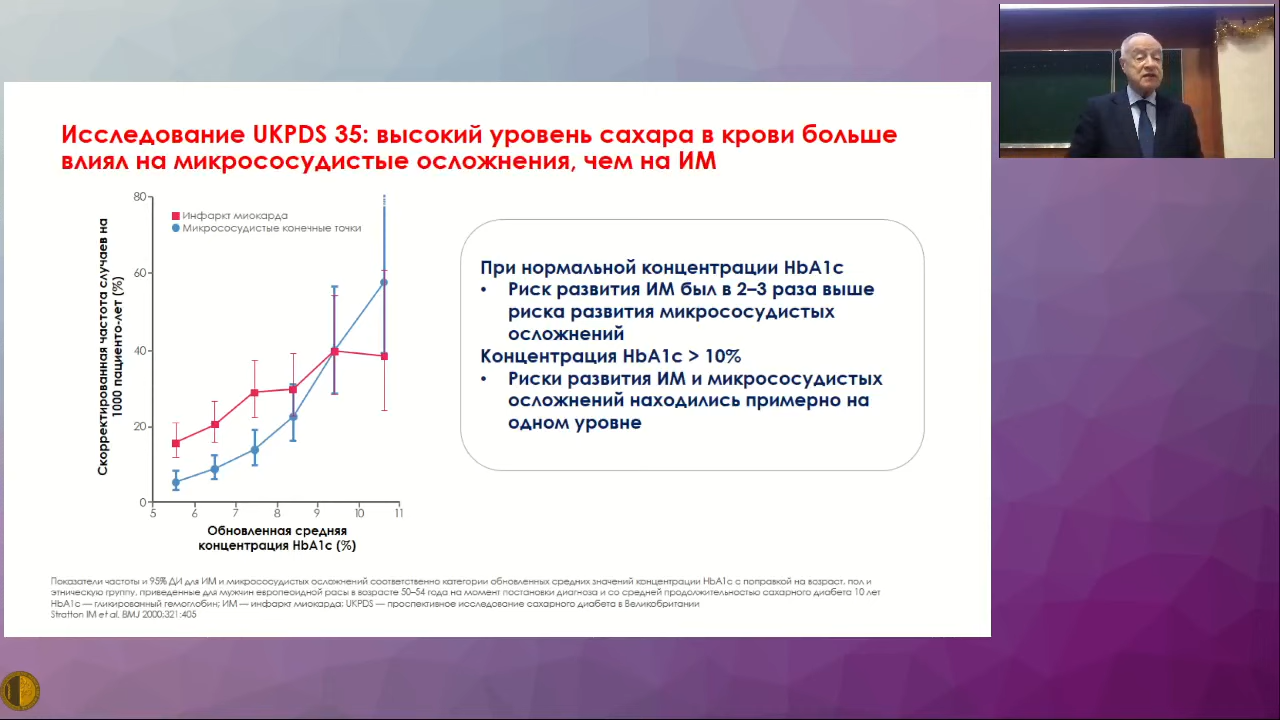 Исследование UKPDS 35: высокий уровень сахара в крови больше
влиял на микрососудистые осложнения, чем на ИМ
Скорректированная частота случаев на
1000 пациенто-лет (%)
80
60
40
20
0
Инфаркт миокарда
Микрососудистые конечные точки
5 6 7 8 9 10 11
Обновленная средняя
концентрация HbA1c (%)
При нормальной концентрации HbA1c
• Риск развития ИМ был в 2–3 раза выше
риска развития микрососудистых
осложнений
Концентрация HbA1c > 10%
• Риски развития ИМ и микрососудистых
осложнений находились примерно на
одном уровне
Показатели частоты и 95% ДИ для ИМ и микрососудистых осложнений соответственно категории обновленных средних значений концентрации HbA1c с поправкой на возраст, пол и
этническую группу, приведенные для мужчин европеоидной расы в возрасте 50–54 года на момент постановки диагноза и со средней продолжительностью сахарного диабета 10 лет
HbA1c — гликированный гемоглобин; ИМ — инфаркт миокарда; UKPDS — проспективное исследование сахарного диабета в Великобритании
Stratton IM et al. BMJ 2000;321:405